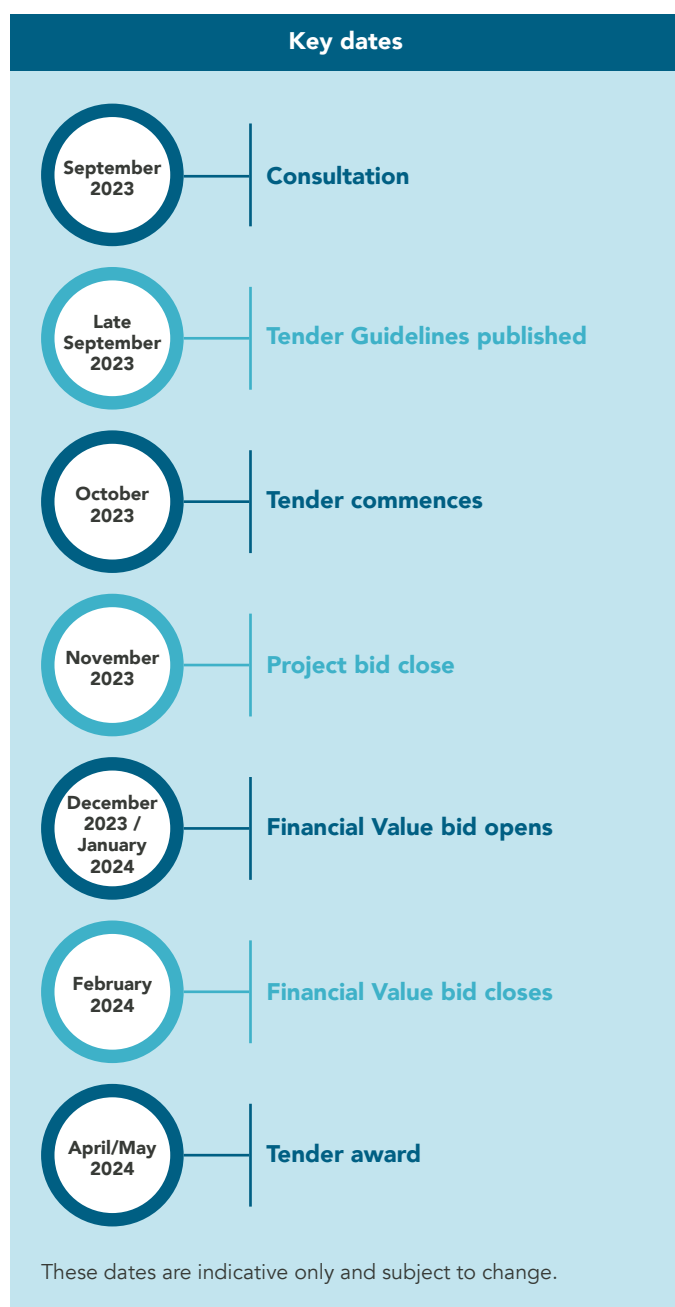 Key dates
September
2023
Consultation
Late
September
2023
Tender Guidelines published
October
2023
Tender commences
November
2023
Project bid close
December
2023 /
January
2024
Financial Value bid opens
February
2024
Financial Value bid closes
April/May
2024
Tender award
These dates are indicative only and subject to change.